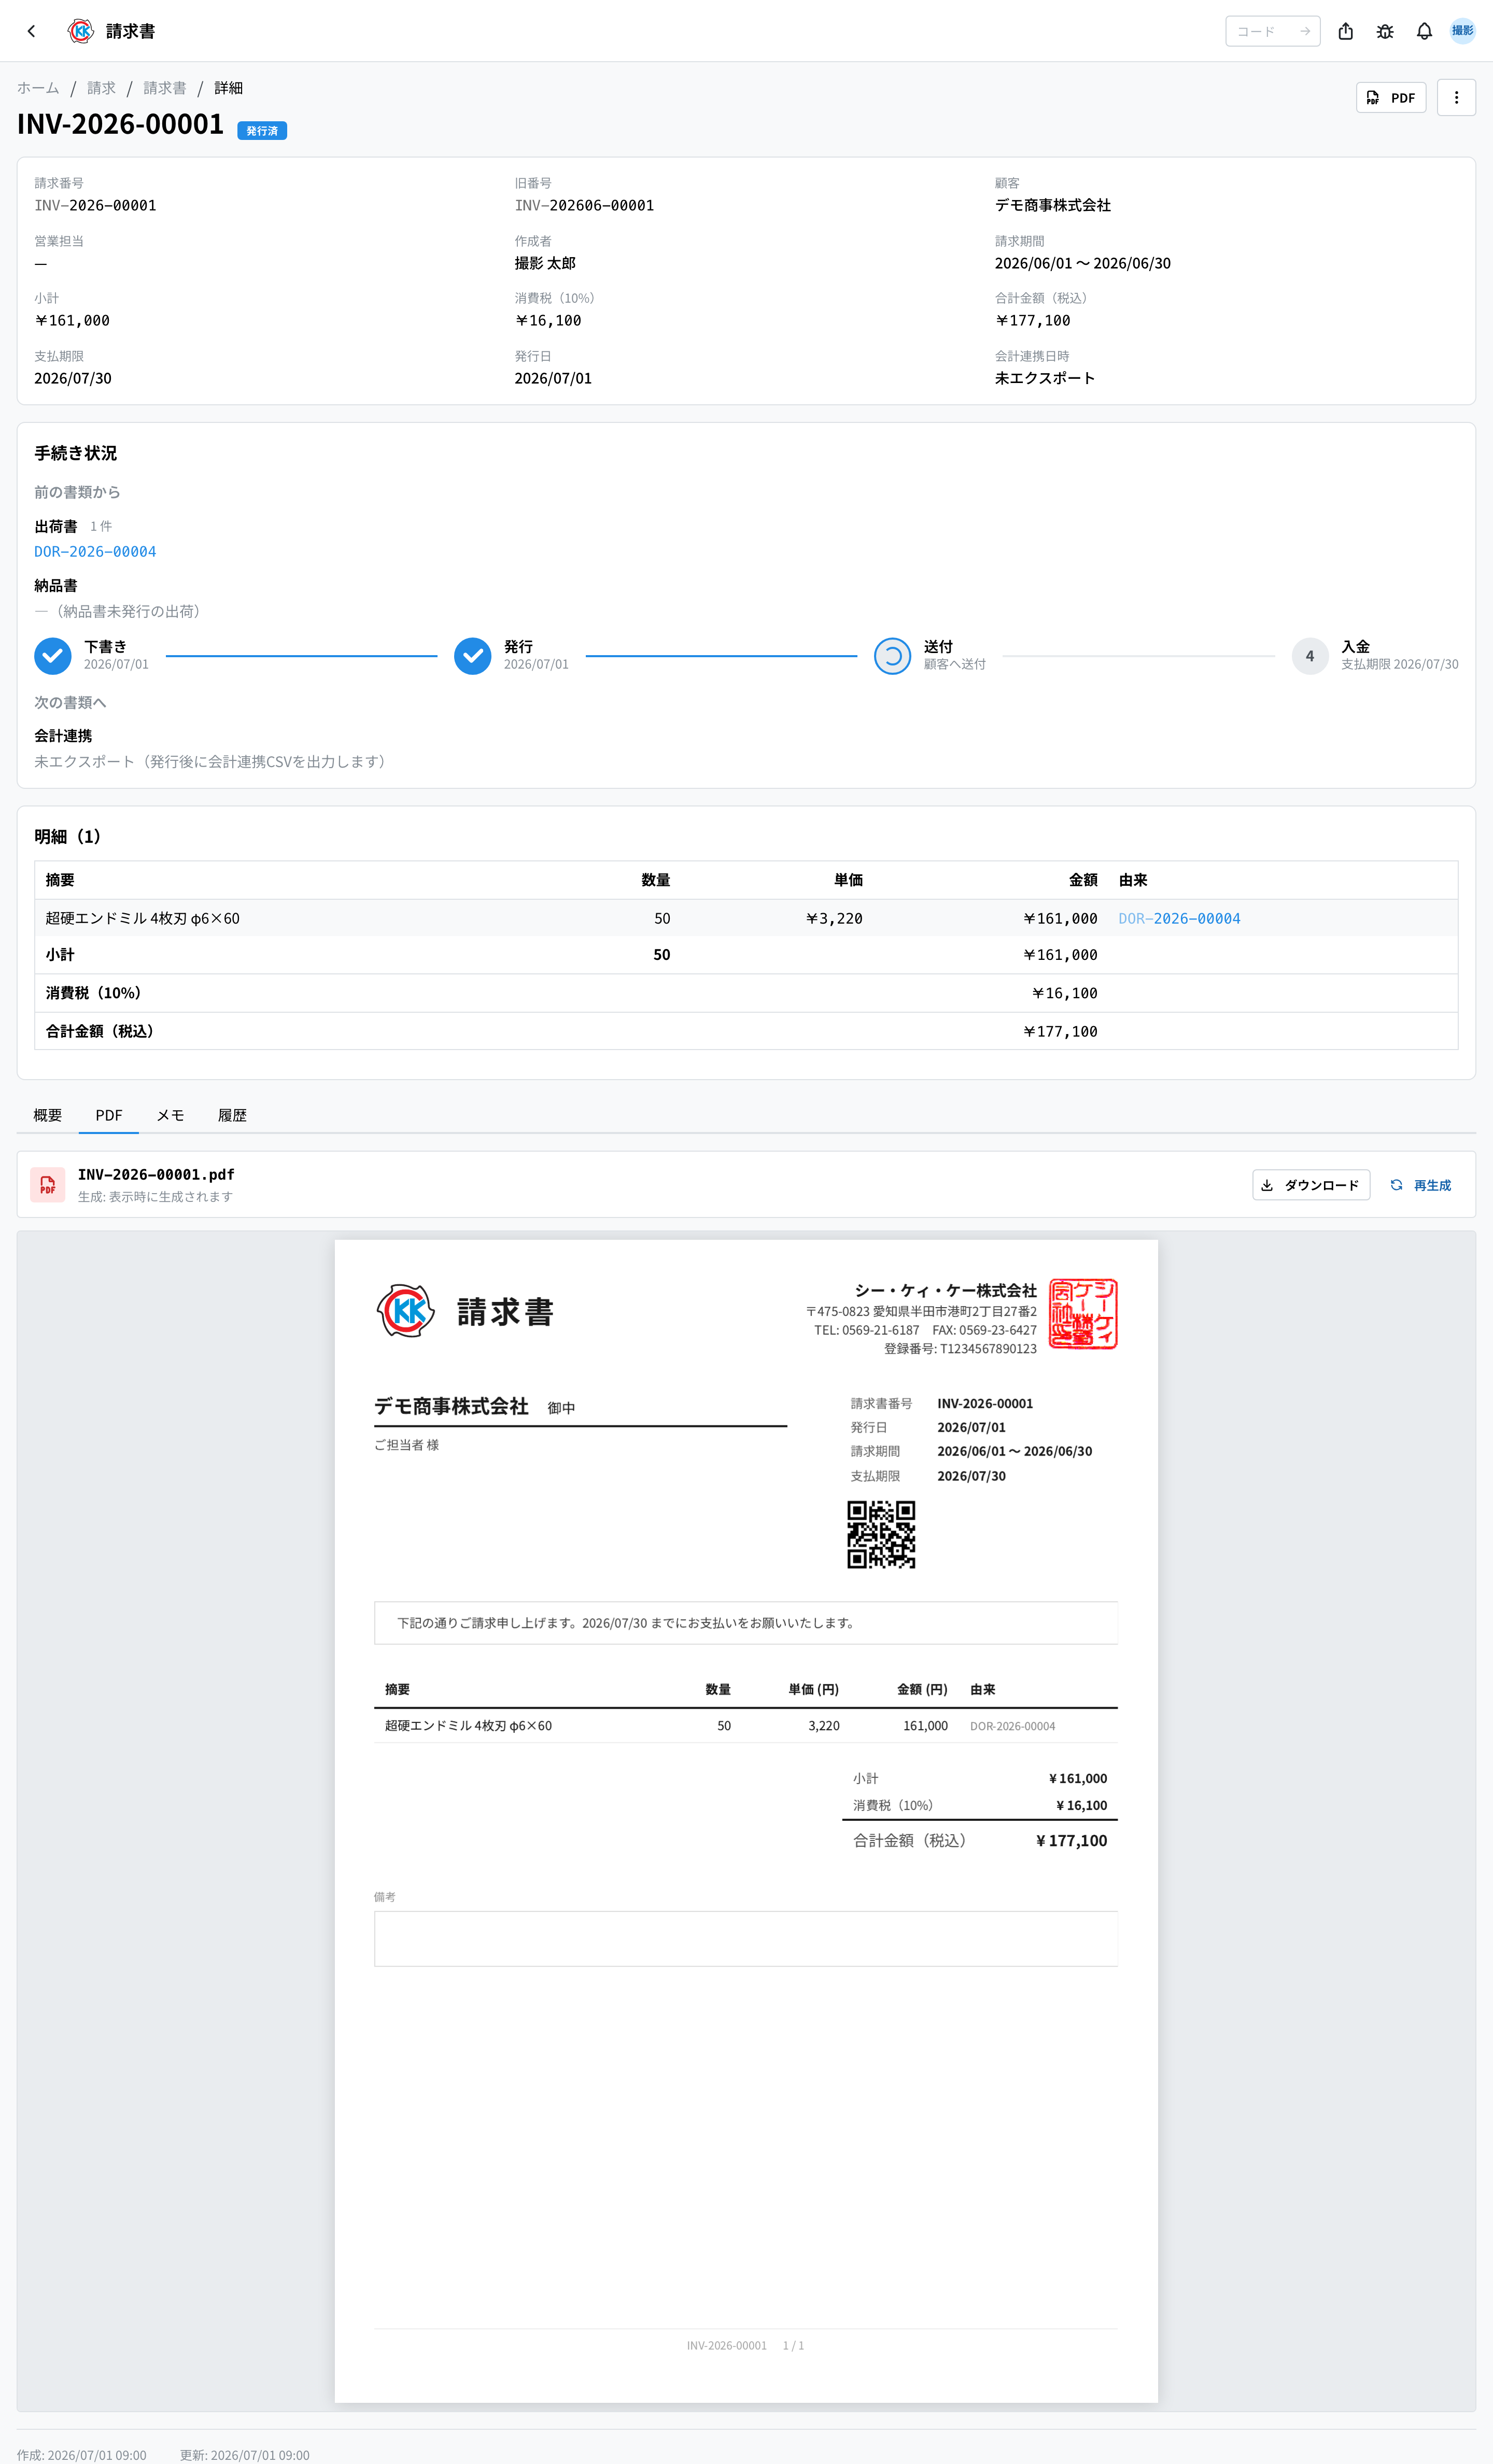 請求書
コード
撮影
ホーム / 請求 / 請求書 / 詳細
PDF
INV-2026-00001 発行済
請求番号 旧番号 顧客
INV-2026-00001 INV-202606-00001 デモ商事株式会社
営業担当 作成者 請求期間
— 撮影 太郎 2026/06/01 〜 2026/06/30
小計 消費税（10%） 合計金額（税込）
¥161,000 ¥16,100 ¥177,100
支払期限 発行日 会計連携日時
2026/07/30 2026/07/01 未エクスポート
手続き状況
前の書類から
出荷書 1 件
DOR-2026-00004
納品書
—（納品書未発行の出荷）
下書き 発行 送付 4 入金
2026/07/01 2026/07/01 顧客へ送付 支払期限 2026/07/30
次の書類へ
会計連携
未エクスポート（発行後に会計連携CSVを出力します）
明細（1）
摘要 数量 単価 金額 由来
超硬エンドミル 4枚刃 φ6×60 50 ¥3,220 ¥161,000 DOR-2026-00004
小計 50 ¥161,000
消費税（10%） ¥16,100
合計金額（税込） ¥177,100
概要 PDF メモ 履歴
INV-2026-00001.pdf
生成: 表示時に生成されます
ダウンロード 再生成
請求書
シー・ケィ・ケー株式会社
〒475-0823 愛知県半田市港町2丁目27番2
TEL: 0569-21-6187 FAX: 0569-23-6427
登録番号: T1234567890123
デモ商事株式会社 御中
ご担当者 様
請求書番号 INV-2026-00001
発行日 2026/07/01
請求期間 2026/06/01 〜 2026/06/30
支払期限 2026/07/30
下記の通りご請求申し上げます。2026/07/30 までにお支払いをお願いいたします。
摘要 数量 単価 (円) 金額 (円) 由来
超硬エンドミル 4枚刃 φ6×60 50 3,220 161,000 DOR-2026-00004
小計 ¥ 161,000
消費税（10%） ¥ 16,100
合計金額（税込） ¥ 177,100
備考
INV-2026-00001 1 / 1
作成: 2026/07/01 09:00 更新: 2026/07/01 09:00